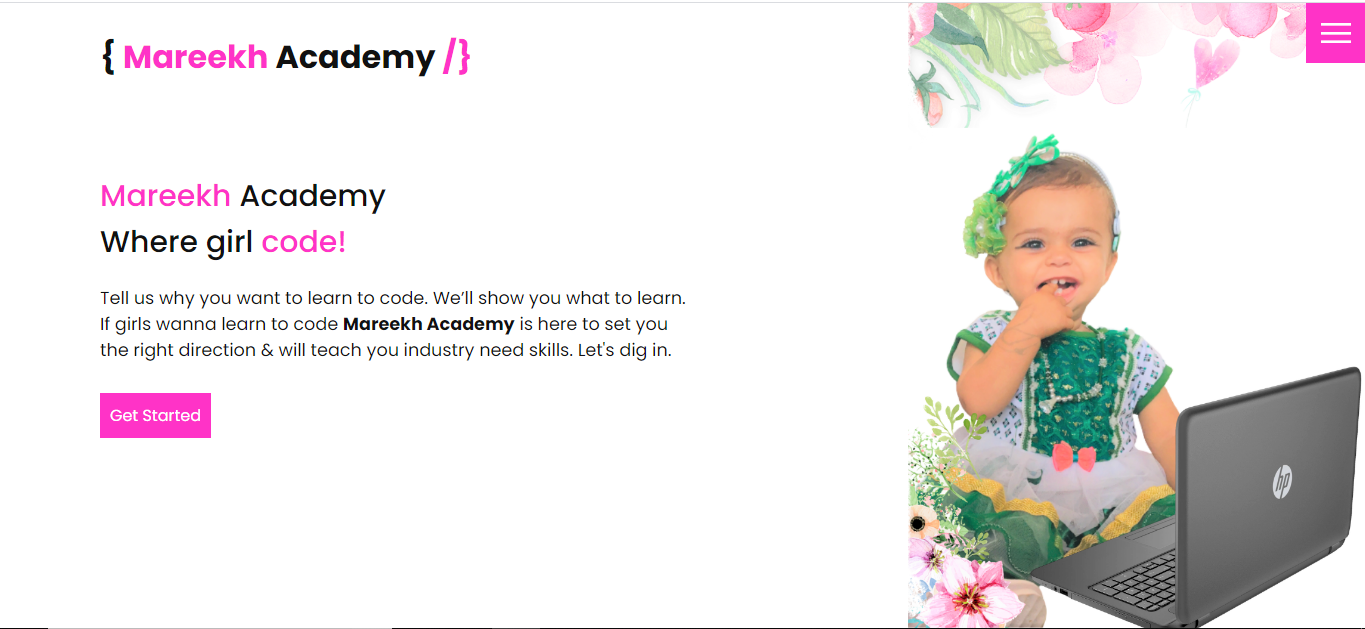 { Mareekh Academy /}
Mareekh Academy
Where girl code!
Tell us why you want to learn to code. We’ll show you what to learn.
If girls wanna learn to code Mareekh Academy is here to set you
the right direction & will teach you industry need skills. Let's dig in.
Get Started
hp